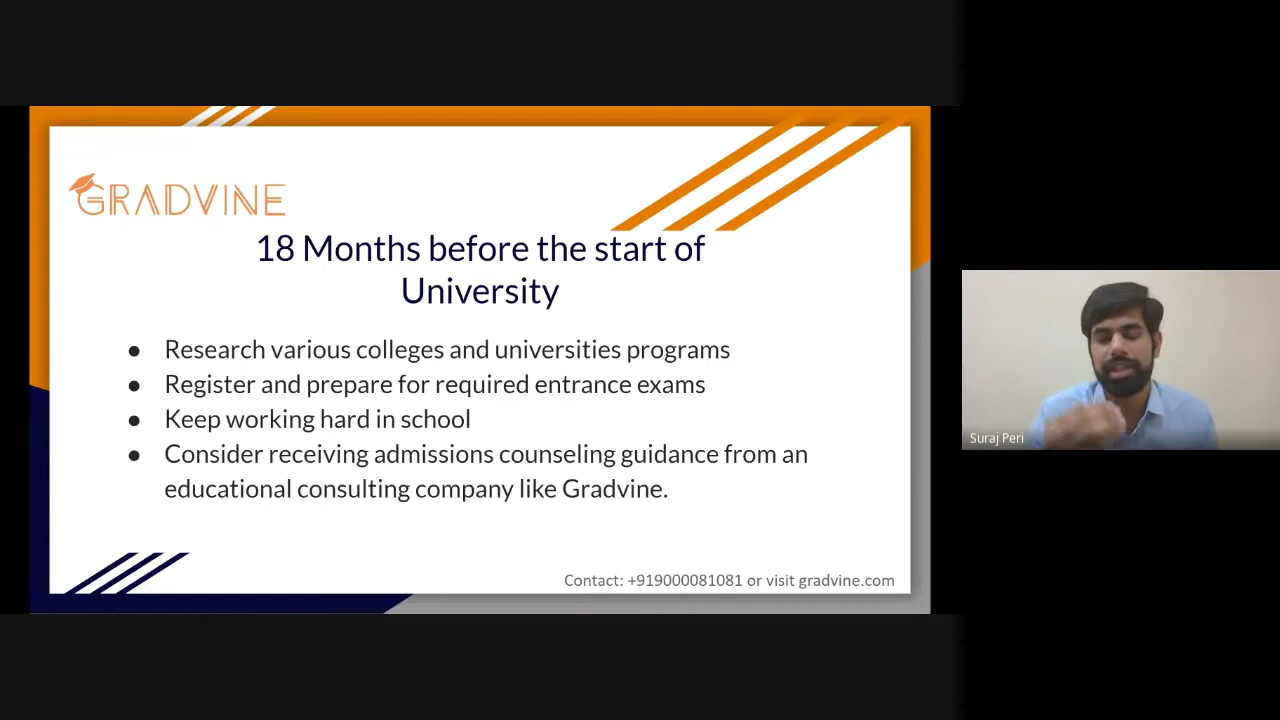 GRADVINE
18 Months before the start of
University
● Research various colleges and universities programs
● Register and prepare for required entrance exams
● Keep working hard in school
● Consider receiving admissions counseling guidance from an
educational consulting company like Gradvine.
Contact: +919000081081 or visit gradvine.com
Suraj Peri